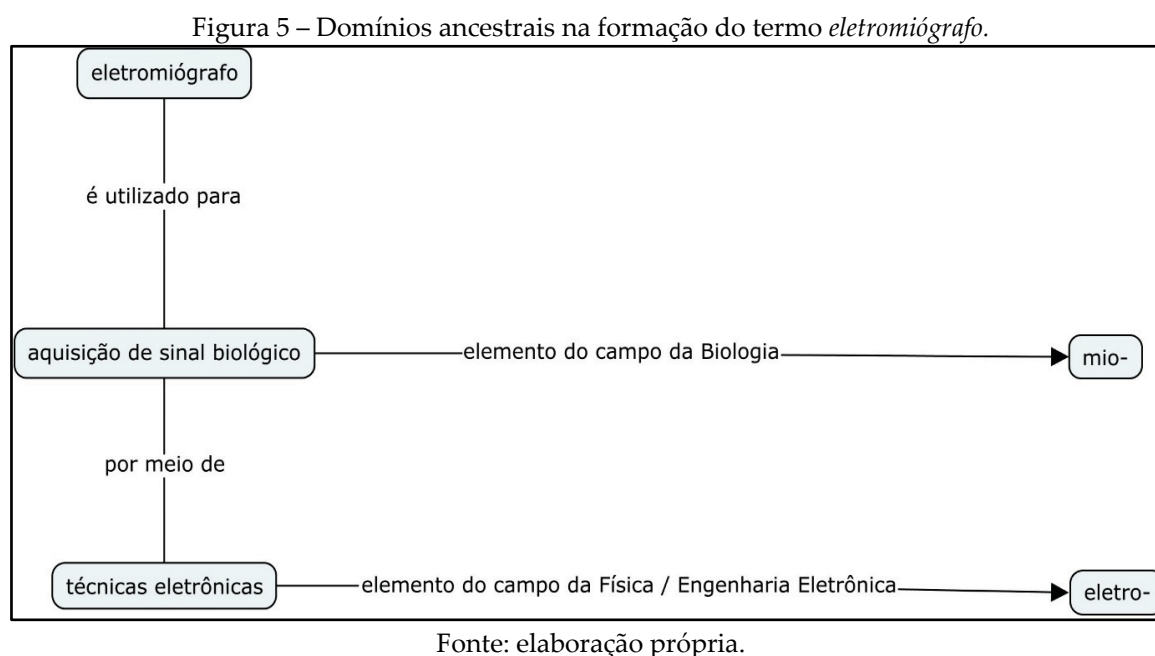 Figura 5 – Domínios ancestrais na formação do termo eletromiógrafo.
eletromiógrafo
é utilizado para
aquisição de sinal biológico
elemento do campo da Biologia
mio-
por meio de
técnicas eletrônicas
elemento do campo da Física / Engenharia Eletrônica
eletro-
Fonte: elaboração própria.